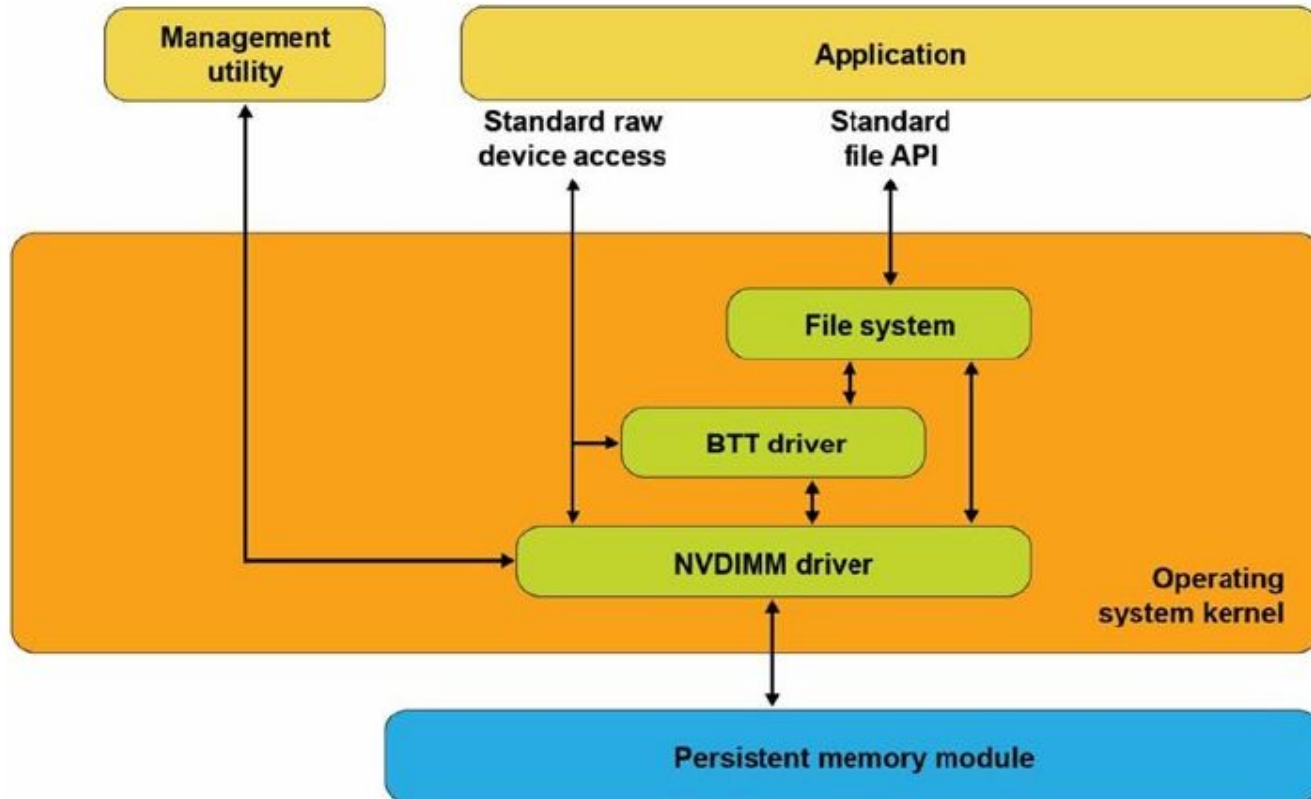 Management
utility
Application
Standard raw
device access
Standard
file API
File system
BTT driver
NVDIMM driver
Operating
system kernel
Persistent memory module